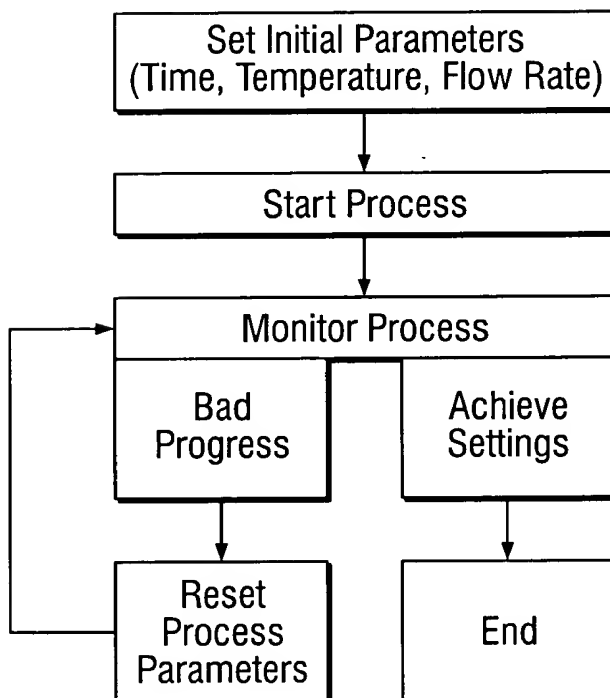 Set Initial Parameters
(Time, Temperature, Flow Rate)
Start Process
Monitor Process
Bad
Progress
Achieve
Settings
Reset
Process
Parameters
End